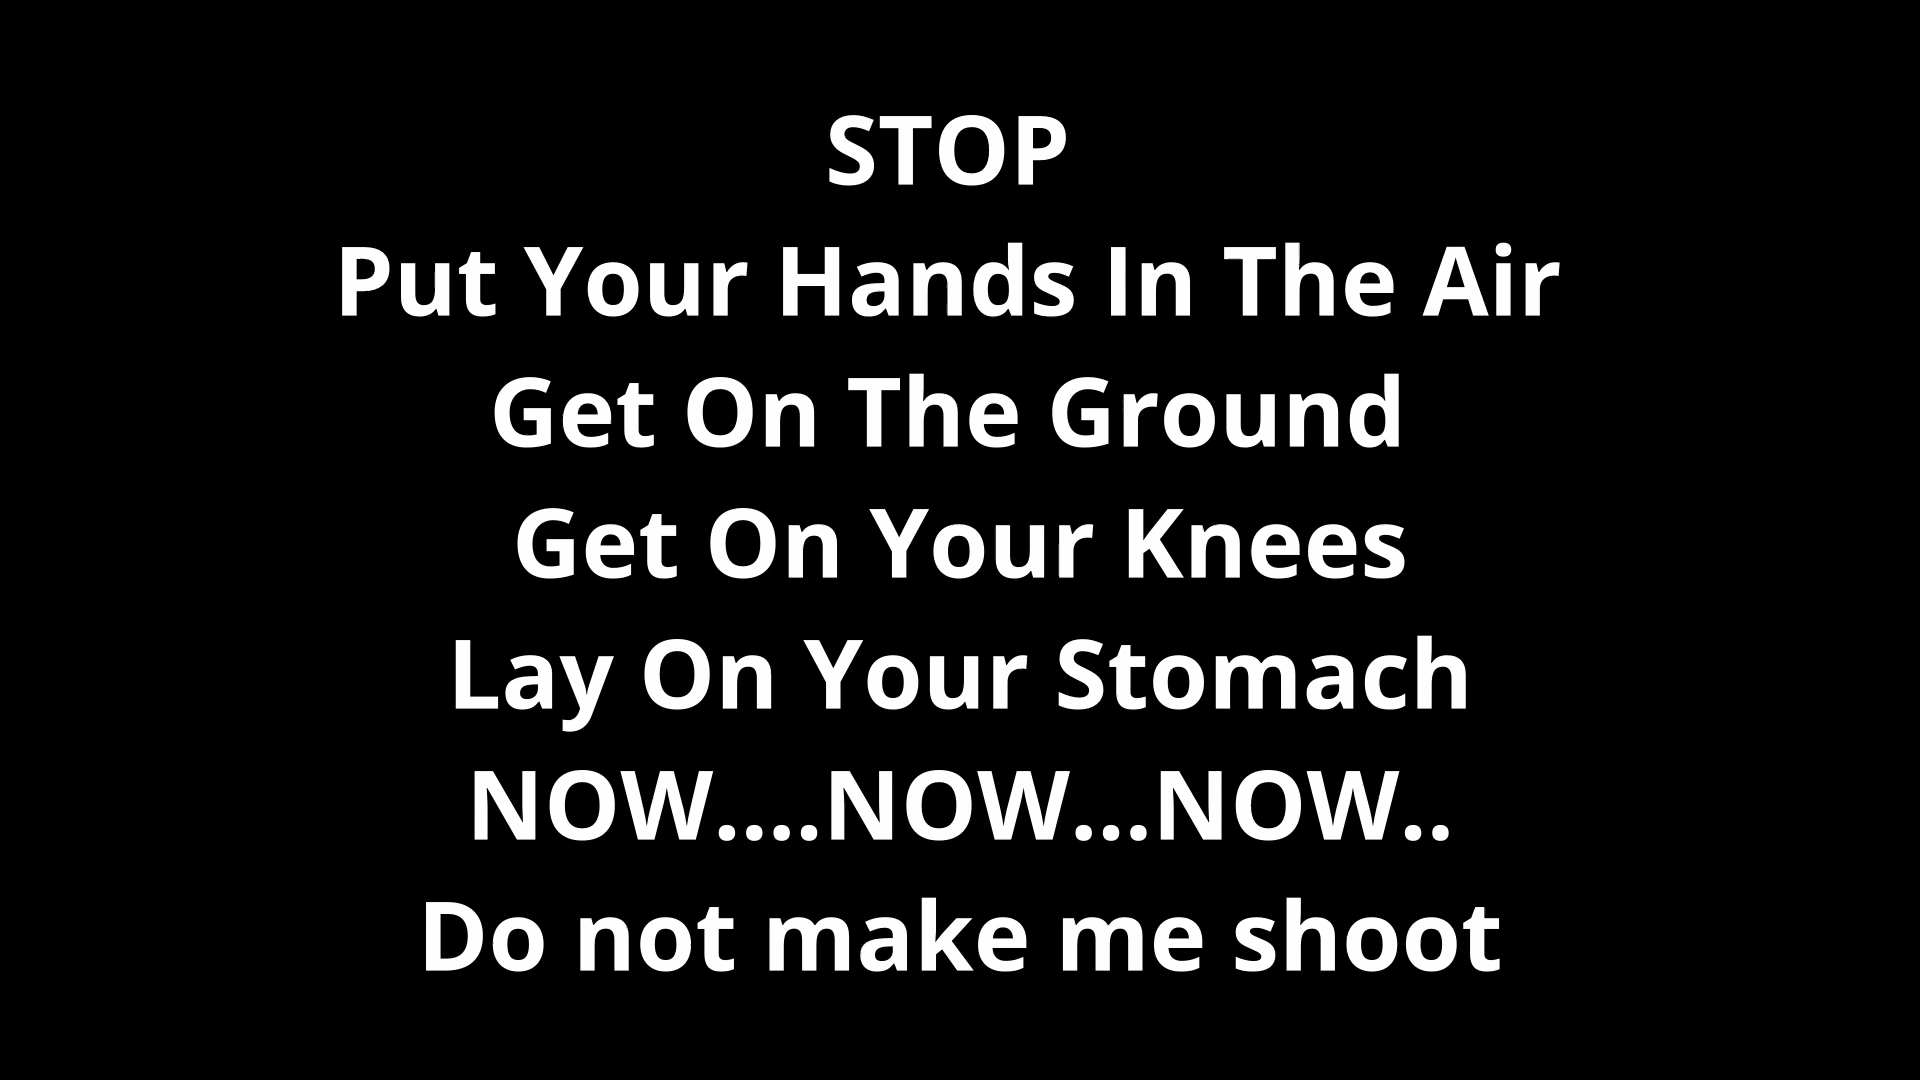 STOP
Put Your Hands In The Air
Get On The Ground
Get On Your Knees
Lay On Your Stomach
NOW....NOW...NOW..
Do not make me shoot